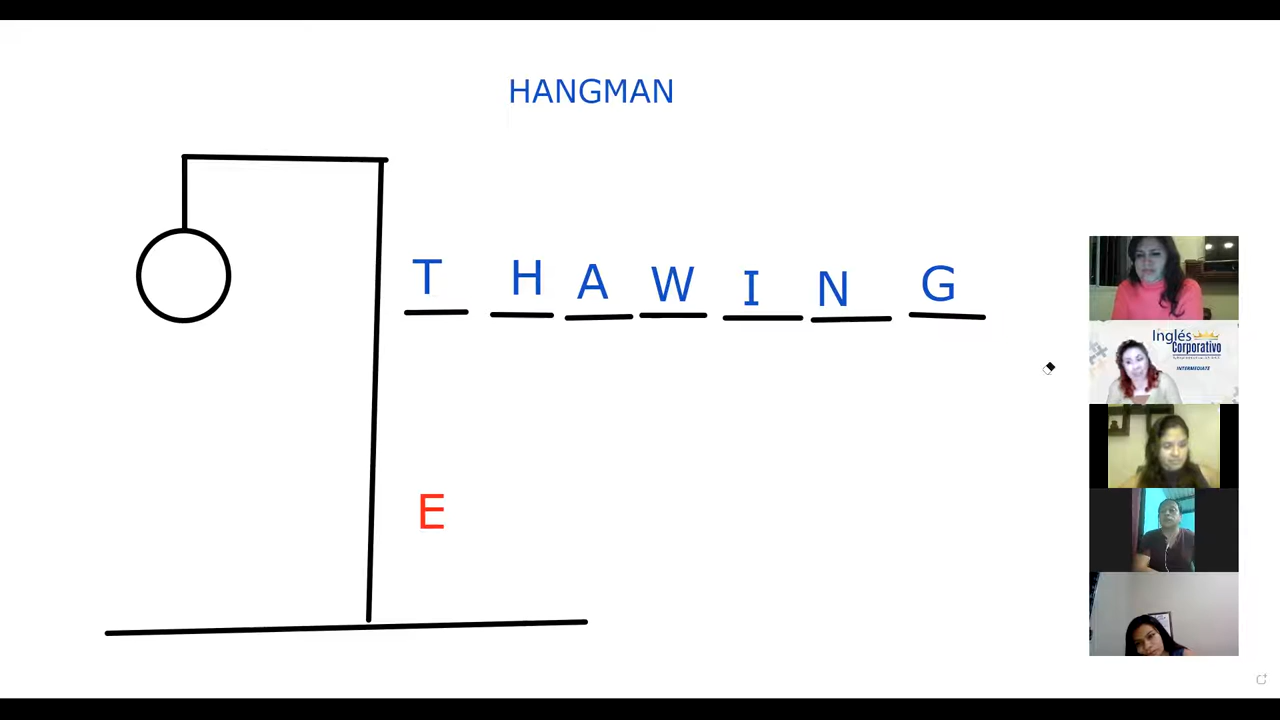 HANGMAN
T H A W I N G
Inglés
Corporativo
INTERMEDIATE
E